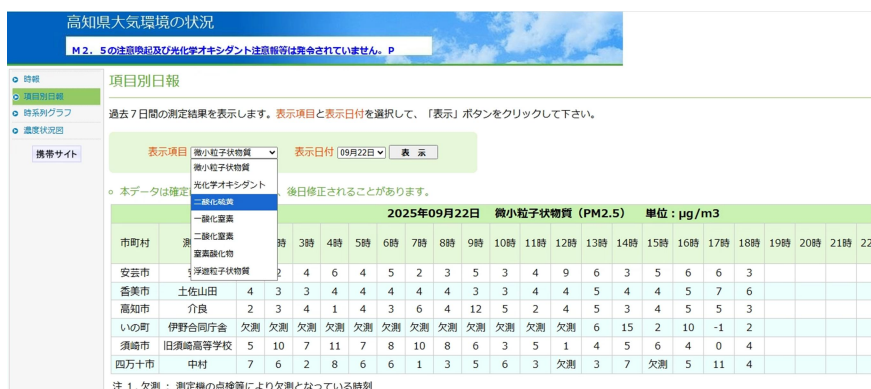 高知県大気環境の状況
M2．5の注意喚起及び光化学オキシダント注意報等は発令されていません。P
時報
項目別日報
時系列グラフ
濃度状況図
携帯サイト
項目別日報
過去７日間の測定結果を表示します。表示項目と表示日付を選択して、「表示」ボタンをクリックして下さい。
表示項目 微小粒子状物質 表示日付 09月22日 表 示
微小粒子状物質
光化学オキシダント
二酸化硫黄
一酸化窒素
二酸化窒素
窒素酸化物
浮遊粒子状物質
本データは確定 、後日修正されることがあります。
2025年09月22日 微小粒子状物質（PM2.5） 単位：μg/m3
市町村 測 時 3時 4時 5時 6時 7時 8時 9時 10時 11時 12時 13時 14時 15時 16時 17時 18時 19時 20時 21時 22
安芸市 2 4 6 4 5 2 3 5 3 4 9 6 3 5 6 6 3
香美市 土佐山田 4 3 3 4 4 4 4 4 3 3 4 4 5 4 4 5 7 6
高知市 介良 2 3 4 1 4 3 6 4 12 5 2 4 5 3 4 5 5 3
いの町 伊野合同庁舎 欠測 欠測 欠測 欠測 欠測 欠測 欠測 欠測 欠測 欠測 欠測 欠測 6 15 2 10 -1 2
須崎市 旧須崎高等学校 5 10 7 11 7 8 10 8 6 3 5 1 4 5 6 4 0 4
四万十市 中村 7 6 2 8 6 6 1 3 5 6 3 欠測 3 7 欠測 5 11 4
注 1. 欠測 ： 測定機の点検等により欠測となっている時刻